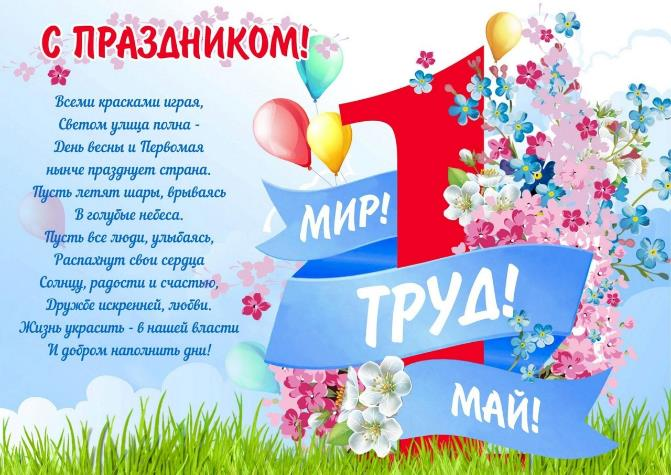 С ПРАЗДНИКОМ!
Всеми красками играя,
Светом улица полна -
День весны и Первомая
нынче празднует страна.
Пусть летят шары, врываясь
В голубые небеса.
Пусть все люди, улыбаясь,
Распахнут свои сердца
Солнцу, радости и счастью,
Дружбе искренней, любви.
Жизнь украсить - в нашей власти
И добром наполнить дни!
1
МИР!
ТРУД!
МАЙ!